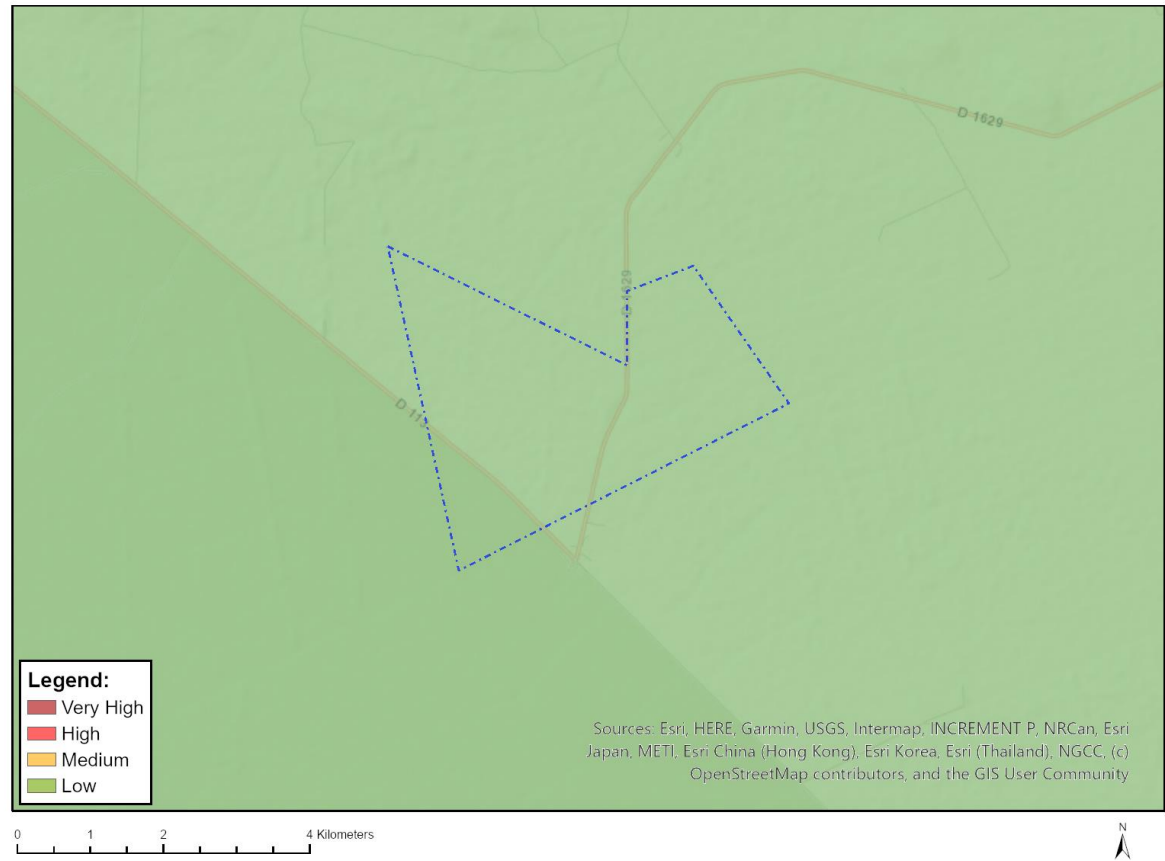 D 1629
D 1629
D 113
Legend:
Very High
High
Medium
Low
Sources: Esri, HERE, Garmin, USGS, Intermap, INCREMENT P, NRCan, Esri
Japan, METI, Esri China (Hong Kong), Esri Korea, Esri (Thailand), NGCC, (c)
OpenStreetMap contributors, and the GIS User Community
0 1 2 4 Kilometers
N